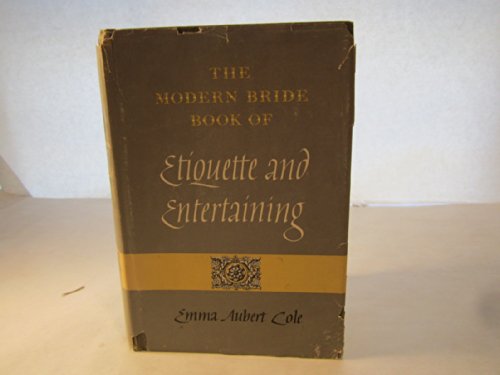 THE
MODERN BRIDE
BOOK OF
Etiquette and
Entertaining
Emma Aubert Cole